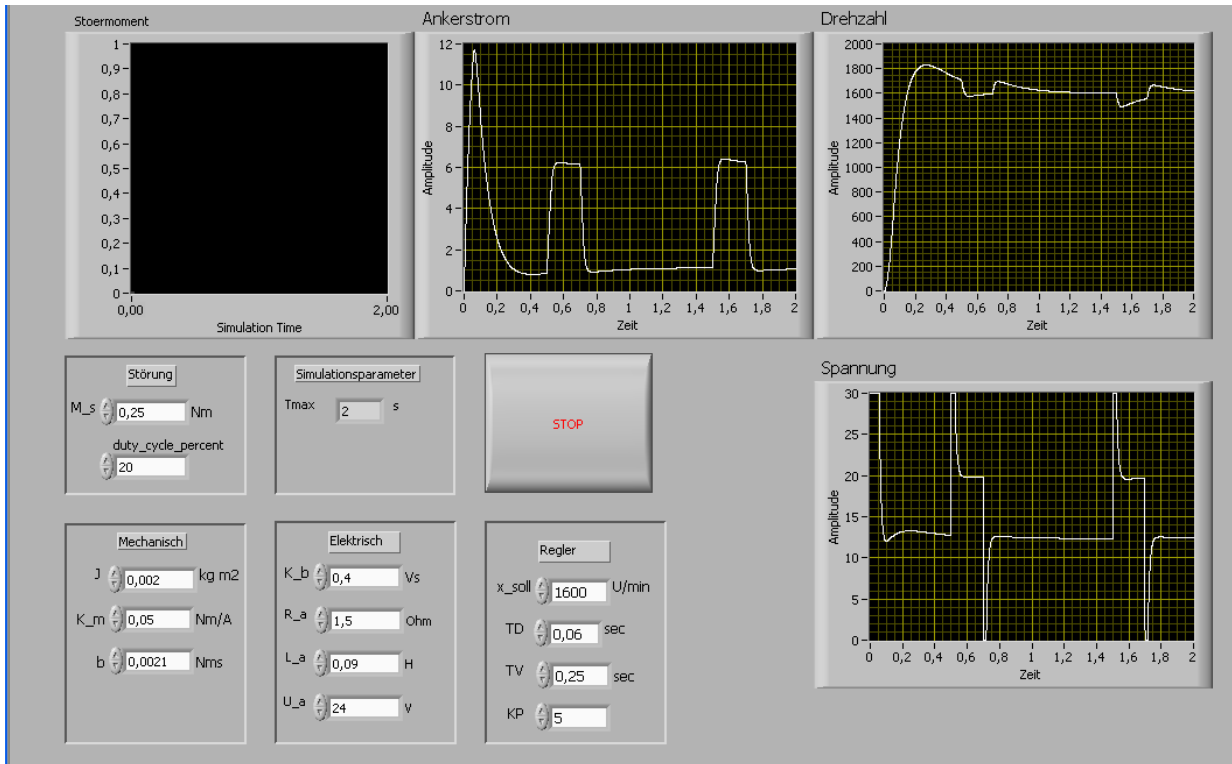 Stoermoment
1
0,9
0,8
0,7
0,6
0,5
0,4
0,3
0,2
0,1
0
0,00 2,00
Simulation Time
Ankerstrom
Amplitude
12
10
8
6
4
2
0
0 0,2 0,4 0,6 0,8 1 1,2 1,4 1,6 1,8 2
Zeit
Drehzahl
Amplitude
2000
1800
1600
1400
1200
1000
800
600
400
200
0
0 0,2 0,4 0,6 0,8 1 1,2 1,4 1,6 1,8 2
Zeit
Störung
M_s 0,25 Nm
duty_cycle_percent
20
Simulationsparameter
Tmax 2 s
STOP
Spannung
Amplitude
30
25
20
15
10
5
0
0 0,2 0,4 0,6 0,8 1 1,2 1,4 1,6 1,8 2
Zeit
Mechanisch
J 0,002 kg m2
K_m 0,05 Nm/A
b 0,0021 Nms
Elektrisch
K_b 0,4 Vs
R_a 1,5 Ohm
L_a 0,09 H
U_a 24 V
Regler
x_soll 1600 U/min
TD 0,06 sec
TV 0,25 sec
KP 5